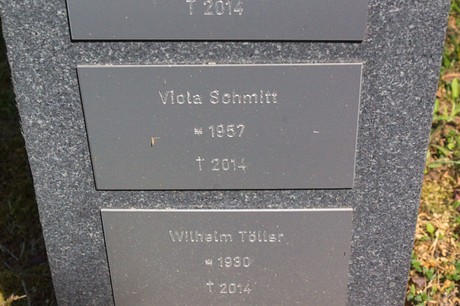 † 2014
Viola Schmitt
* 1957
† 2014
Wilhelm Töller
* 1930
† 2014